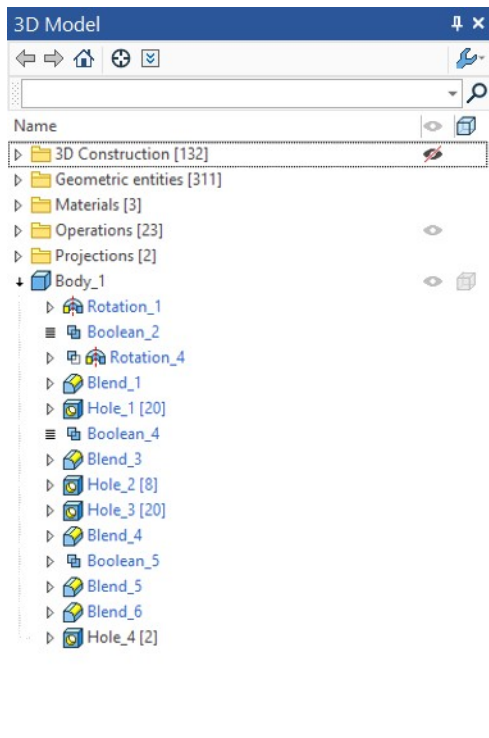 3D Model
Name
3D Construction [132]
Geometric entities [311]
Materials [3]
Operations [23]
Projections [2]
Body_1
Rotation_1
Boolean_2
Rotation_4
Blend_1
Hole_1 [20]
Boolean_4
Blend_3
Hole_2 [8]
Hole_3 [20]
Blend_4
Boolean_5
Blend_5
Blend_6
Hole_4 [2]